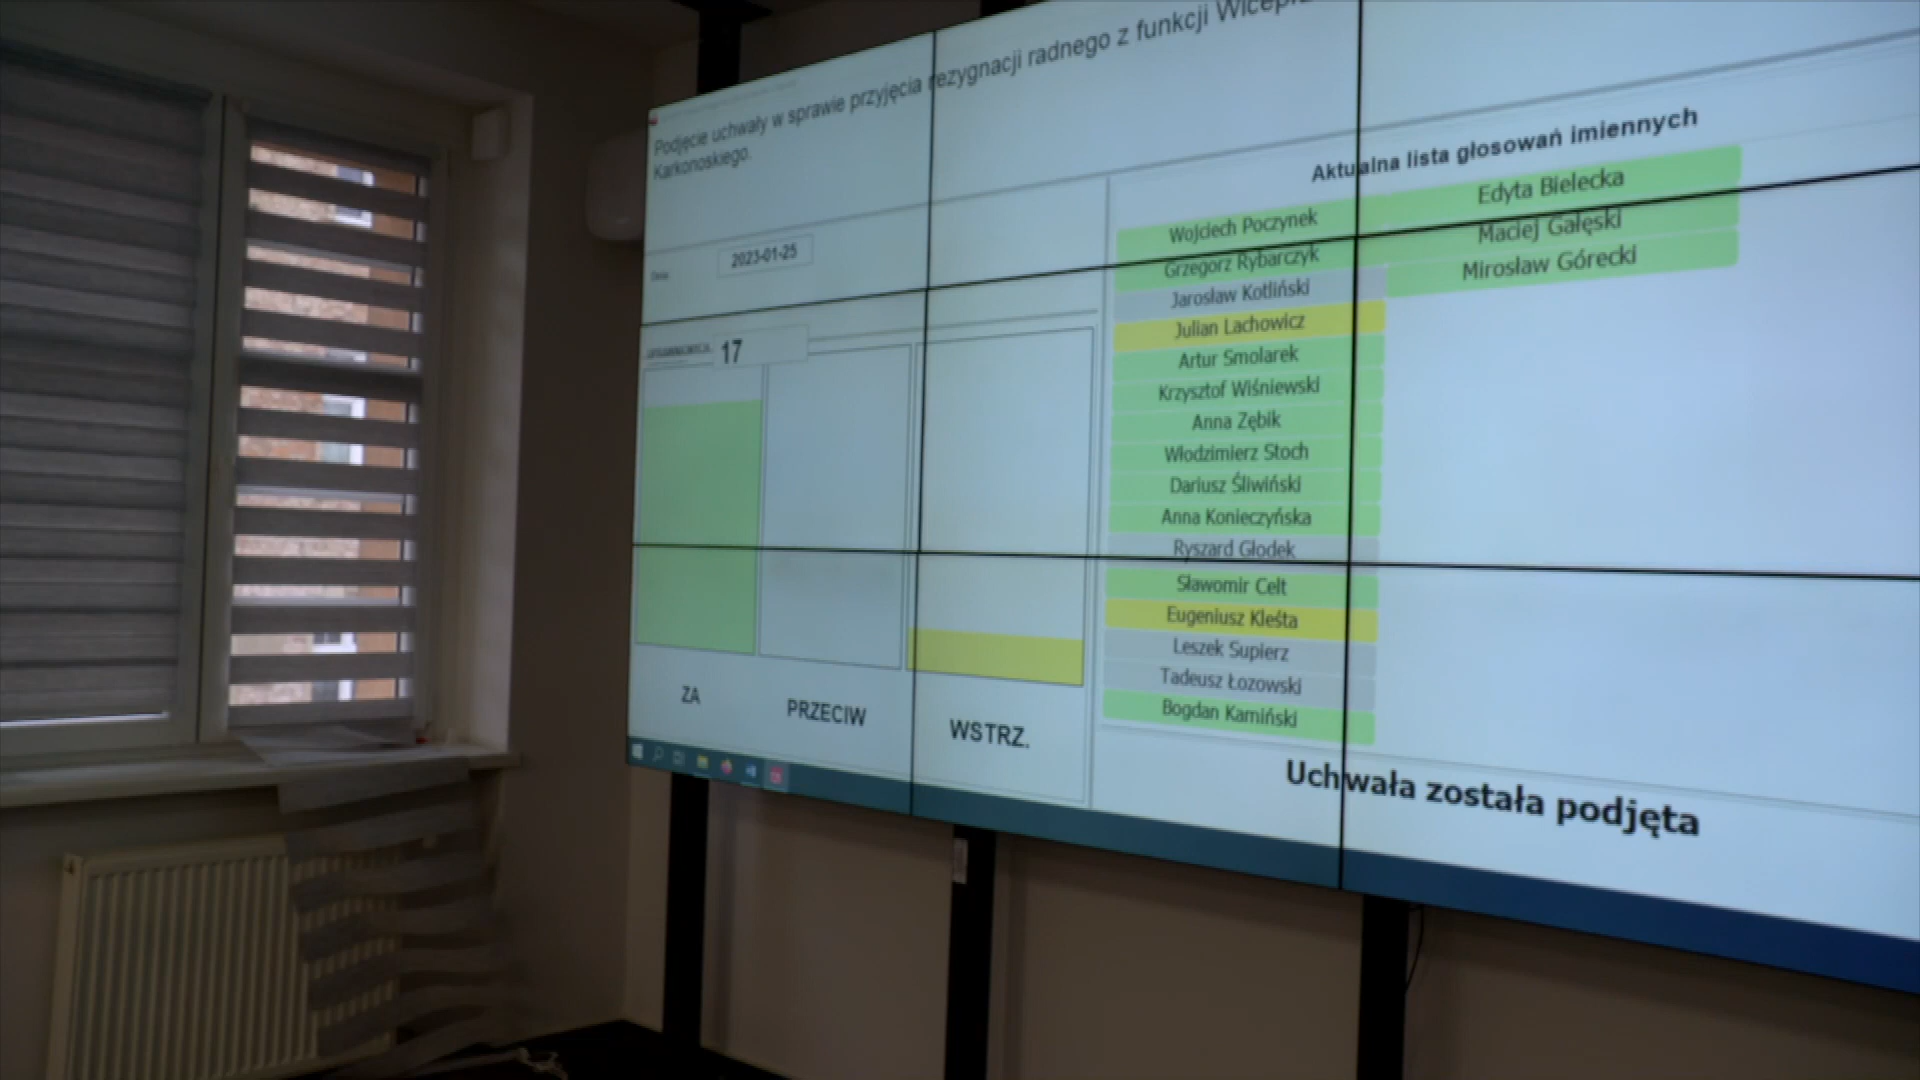 Podjęcie uchwały w sprawie przyjęcia rezygnacji radnego z funkcji
Karkonoskiego.
2023-01-25
17
ZA
PRZECIW
WSTRZ.
Aktualna lista głosowań imiennych
Wojciech Poczynek
Grzegorz Rybarczyk
Jarosław Kotliński
Julian Lachowicz
Artur Smolarek
Krzysztof Wiśniewski
Anna Zębik
Włodzimierz Stoch
Dariusz Śliwiński
Anna Konieczyńska
Ryszard Głodek
Sławomir Celt
Eugeniusz Kleśta
Leszek Supierz
Tadeusz Łozowski
Bogdan Kamiński
Edyta Bielecka
Maciej Gałęski
Mirosław Górecki
Uchwała została podjęta